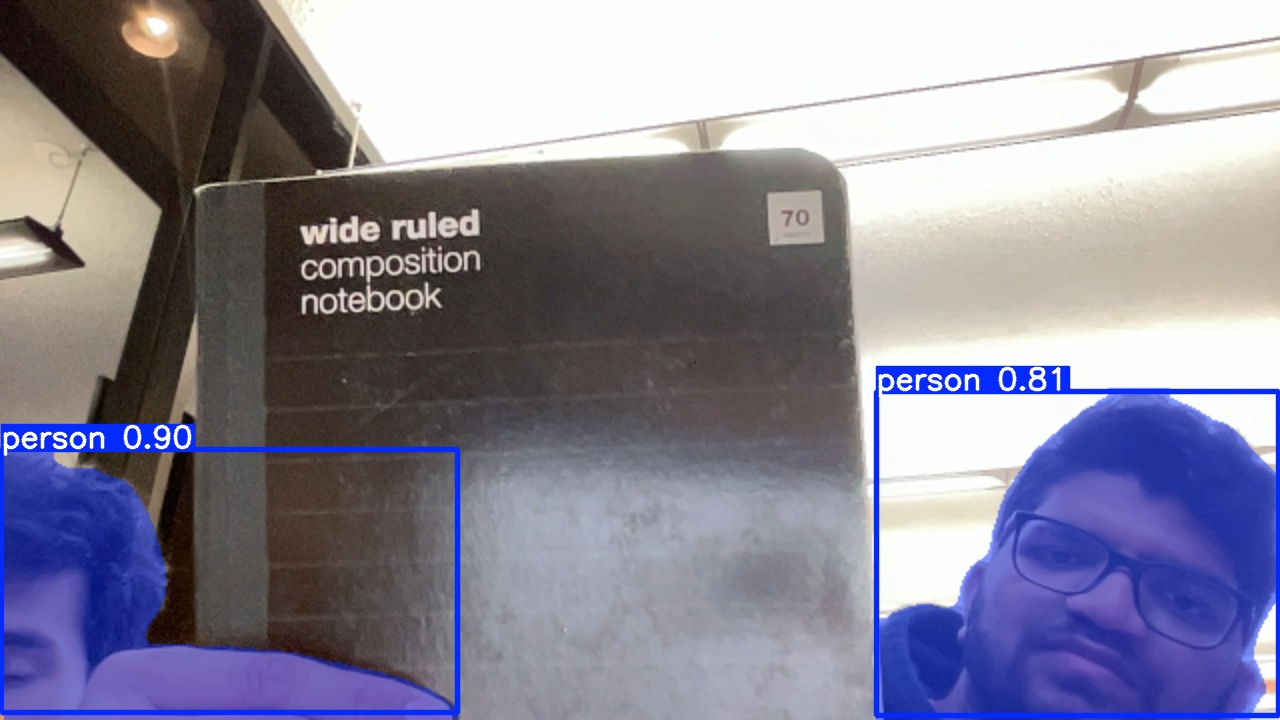 wide ruled
composition
notebook
70
person 0.81
person 0.90